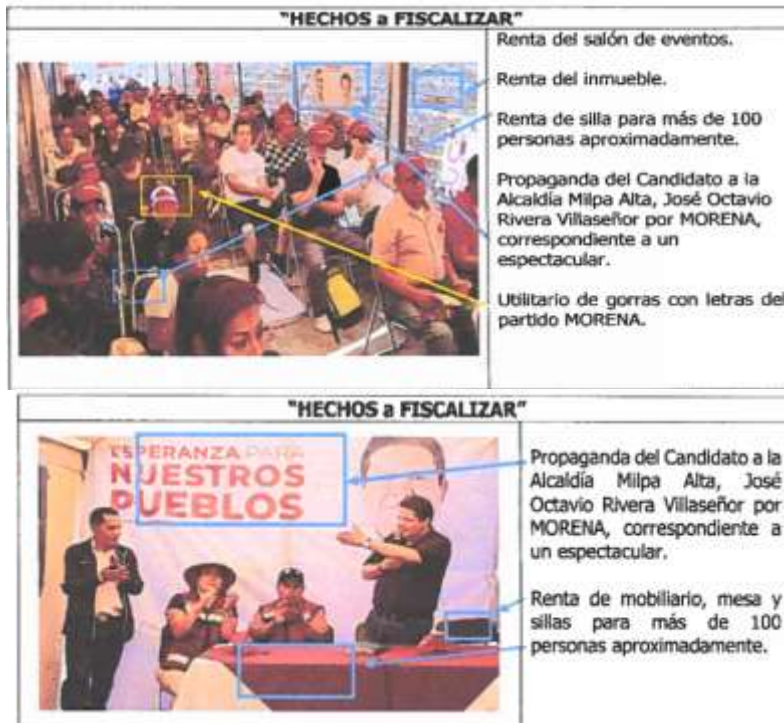 "HECHOS a FISCALIZAR"
Renta del salón de eventos.
Renta del inmueble.
Renta de silla para más de 100
personas aproximadamente.
Propaganda del Candidato a la
Alcaldía Milpa Alta, José Octavio
Rivera Villaseñor por MORENA,
correspondiente a un
espectacular.
Utilitario de gorras con letras del
partido MORENA.
"HECHOS a FISCALIZAR"
ESPERANZA PARA
NUESTROS
PUEBLOS
Propaganda del Candidato a la
Alcaldía Milpa Alta, José
Octavio Rivera Villaseñor por
MORENA, correspondiente a
un espectacular.
Renta de mobiliario, mesa y
sillas para más de 100
personas aproximadamente.